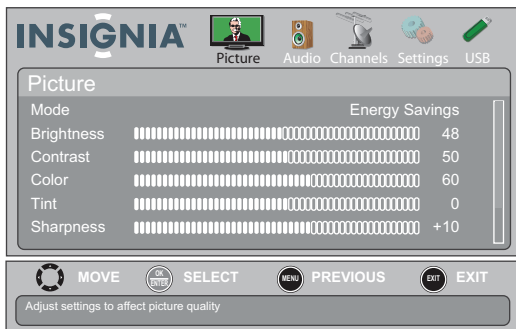 INSIGNIA™
Picture Audio Channels Settings USB
Picture
Mode Energy Savings
Brightness 48
Contrast 50
Color 60
Tint 0
Sharpness +10
MOVE OK ENTER SELECT MENU PREVIOUS EXIT EXIT
Adjust settings to affect picture quality